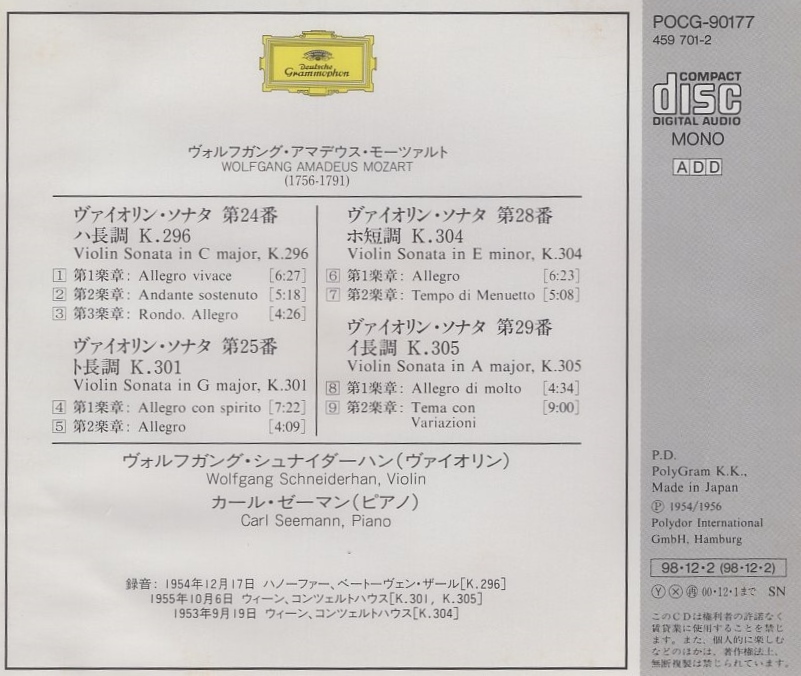 Deutsche
Grammophon
ヴォルフガング・アマデウス・モーツァルト
WOLFGANG AMADEUS MOZART
(1756-1791)
ヴァイオリン・ソナタ 第24番
ハ長調 K.296
Violin Sonata in C major, K.296
1 第1楽章: Allegro vivace [6:27]
2 第2楽章: Andante sostenuto [5:18]
3 第3楽章: Rondo. Allegro [4:26]
ヴァイオリン・ソナタ 第25番
ト長調 K.301
Violin Sonata in G major, K.301
4 第1楽章: Allegro con spirito [7:22]
5 第2楽章: Allegro [4:09]
ヴァイオリン・ソナタ 第28番
ホ短調 K.304
Violin Sonata in E minor, K.304
6 第1楽章: Allegro [6:23]
7 第2楽章: Tempo di Menuetto [5:08]
ヴァイオリン・ソナタ 第29番
イ長調 K.305
Violin Sonata in A major, K.305
8 第1楽章: Allegro di molto [4:34]
9 第2楽章: Tema con [9:00]
Variazioni
ヴォルフガング・シュナイダーハン(ヴァイオリン)
Wolfgang Schneiderhan, Violin
カール・ゼーマン(ピアノ)
Carl Seemann, Piano
録音: 1954年12月17日 ハノーファー、ベートーヴェン・ザール[K.296]
1955年10月6日 ウィーン、コンツェルトハウス[K.301, K.305]
1953年9月19日 ウィーン、コンツェルトハウス[K.304]
POCG-90177
459 701-2
COMPACT
disc
DIGITAL AUDIO
MONO
ADD
P.D.
PolyGram K.K.,
Made in Japan
Ⓟ 1954/1956
Polydor International
GmbH, Hamburg
98・12・2 (98・12・2)
Ⓨ Ⓧ ㊢ 00・12・1まで SN
このCDは権利者の許諾なく
賃貸業に使用することを禁じ
ます。また、個人的に楽しむ
などのほかは、著作権法上、
無断複製は禁じられています。